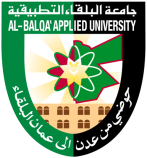 جامعة البلقاء التطبيقية
AL-BALQA' APPLIED UNIVERSITY
حوضي من عدن الى عمان البلقاء